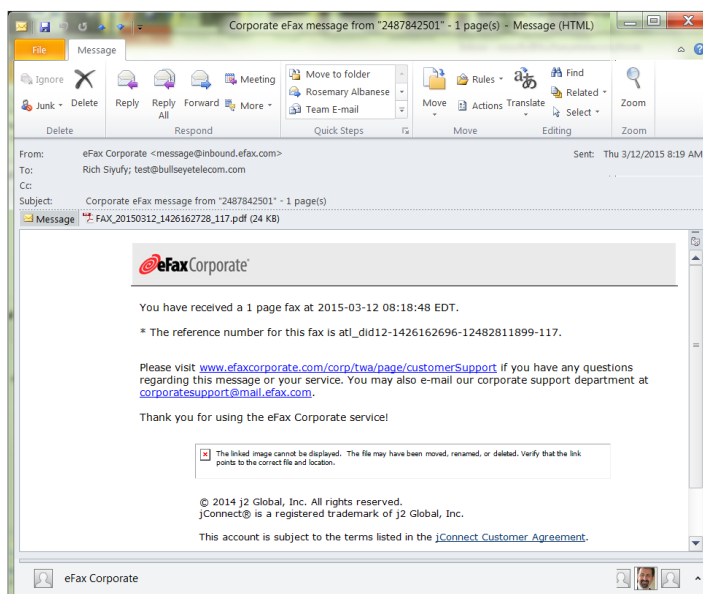 Corporate eFax message from "2487842501" - 1 page(s) - Message (HTML)
File Message
Ignore
Junk
Delete
Reply
Reply All
Forward
Meeting
More
Move to folder
Rosemary Albanese
Team E-mail
Move
Rules
Actions
Translate
Find
Related
Select
Zoom
Delete Respond Quick Steps Move Editing Zoom
From: eFax Corporate <message@inbound.efax.com> Sent: Thu 3/12/2015 8:19 AM
To: Rich Siyufy; test@bullseyetelecom.com
Cc:
Subject: Corporate eFax message from "2487842501" - 1 page(s)
Message FAX_20150312_1426162728_117.pdf (24 KB)
eFax Corporate®
You have received a 1 page fax at 2015-03-12 08:18:48 EDT.
* The reference number for this fax is atl_did12-1426162696-12482811899-117.
Please visit www.efaxcorporate.com/corp/twa/page/customerSupport if you have any questions
regarding this message or your service. You may also e-mail our corporate support department at
corporatesupport@mail.efax.com.
Thank you for using the eFax Corporate service!
The linked image cannot be displayed. The file may have been moved, renamed, or deleted. Verify that the link
points to the correct file and location.
© 2014 j2 Global, Inc. All rights reserved.
jConnect® is a registered trademark of j2 Global, Inc.
This account is subject to the terms listed in the jConnect Customer Agreement.
eFax Corporate